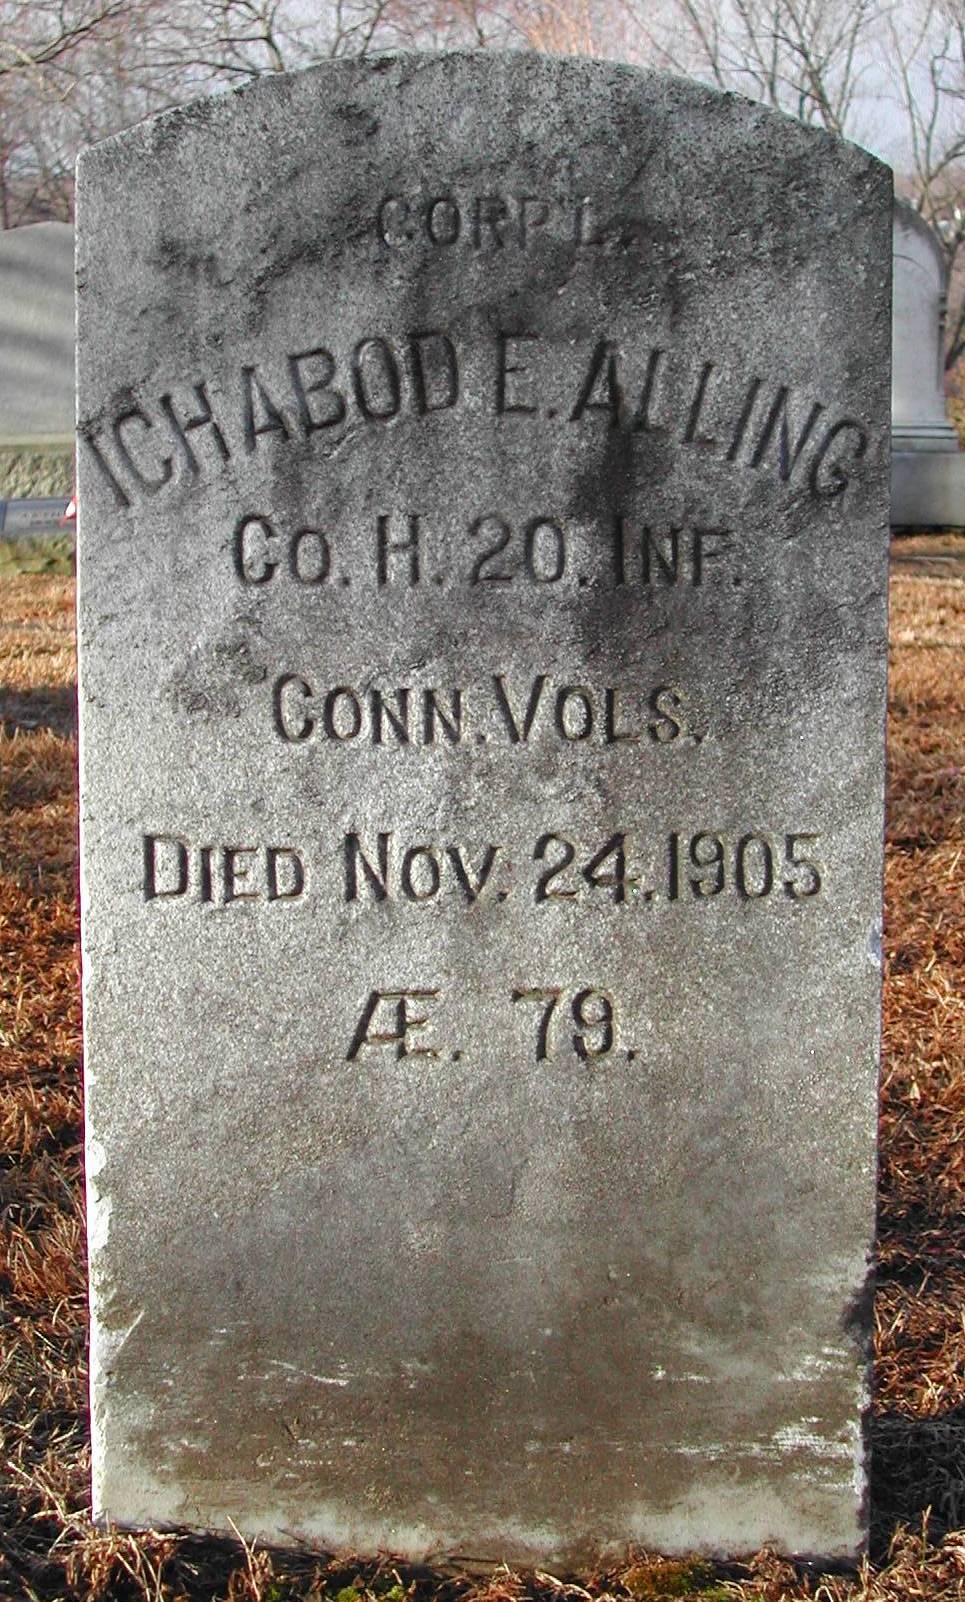 CORP'L.
ICHABOD E. ALLING
CO. H. 20. INF.
CONN. VOLS.
DIED NOV. 24. 1905
Æ. 79.